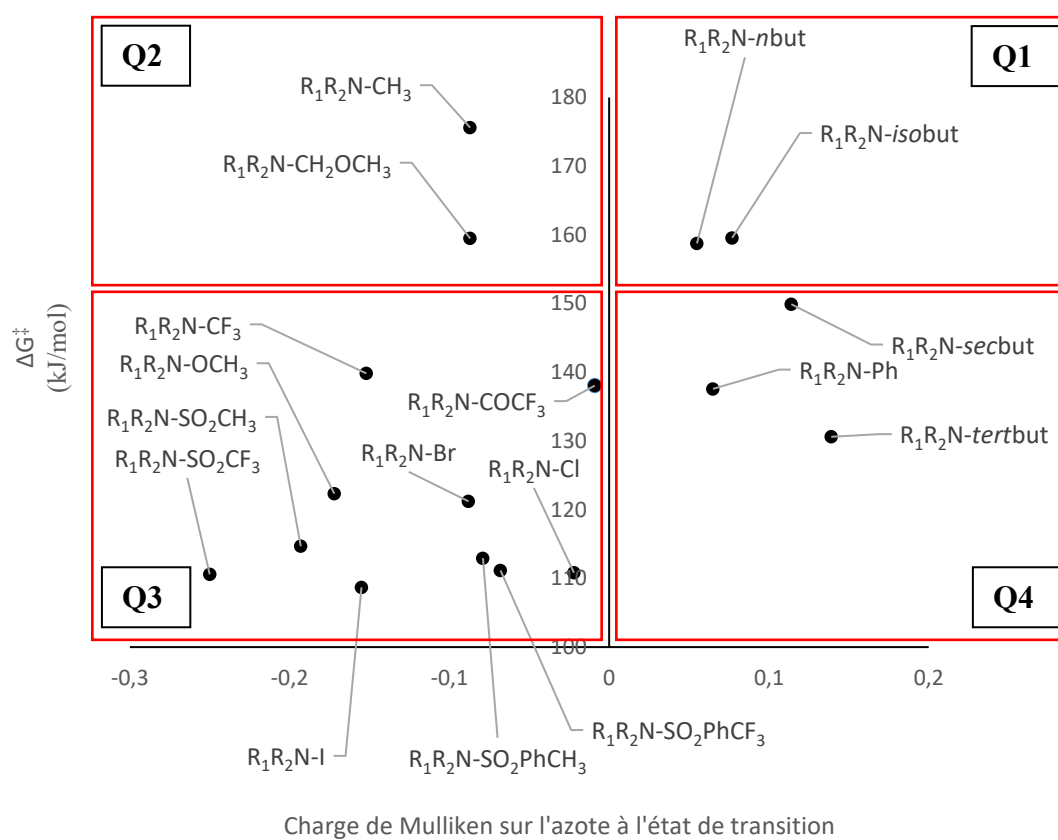 Q2
Q1
R₁R₂N-nbut
R₁R₂N-CH₃
180
R₁R₂N-isobut
170
R₁R₂N-CH₂OCH₃
160
150
R₁R₂N-CF₃
R₁R₂N-secbut
140
R₁R₂N-OCH₃
R₁R₂N-Ph
R₁R₂N-COCF₃
R₁R₂N-SO₂CH₃
130
R₁R₂N-tertbut
R₁R₂N-Br
R₁R₂N-Cl
R₁R₂N-SO₂CF₃
120
110
Q3
Q4
100
ΔG‡
(kJ/mol)
-0,3
-0,2
-0,1
0
0,1
0,2
R₁R₂N-SO₂PhCF₃
R₁R₂N-I
R₁R₂N-SO₂PhCH₃
Charge de Mulliken sur l'azote à l'état de transition